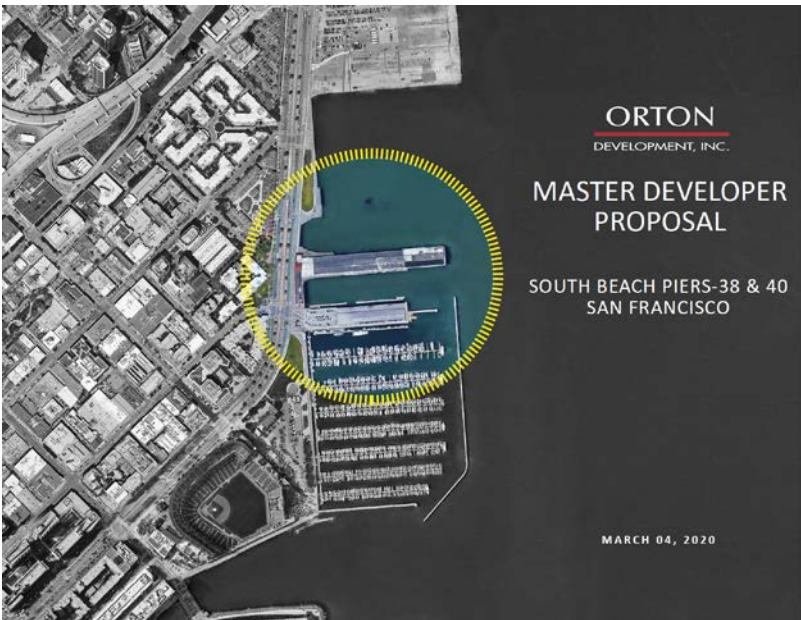 ORTON
DEVELOPMENT, INC.
MASTER DEVELOPER
PROPOSAL
SOUTH BEACH PIERS-38 & 40
SAN FRANCISCO
MARCH 04, 2020